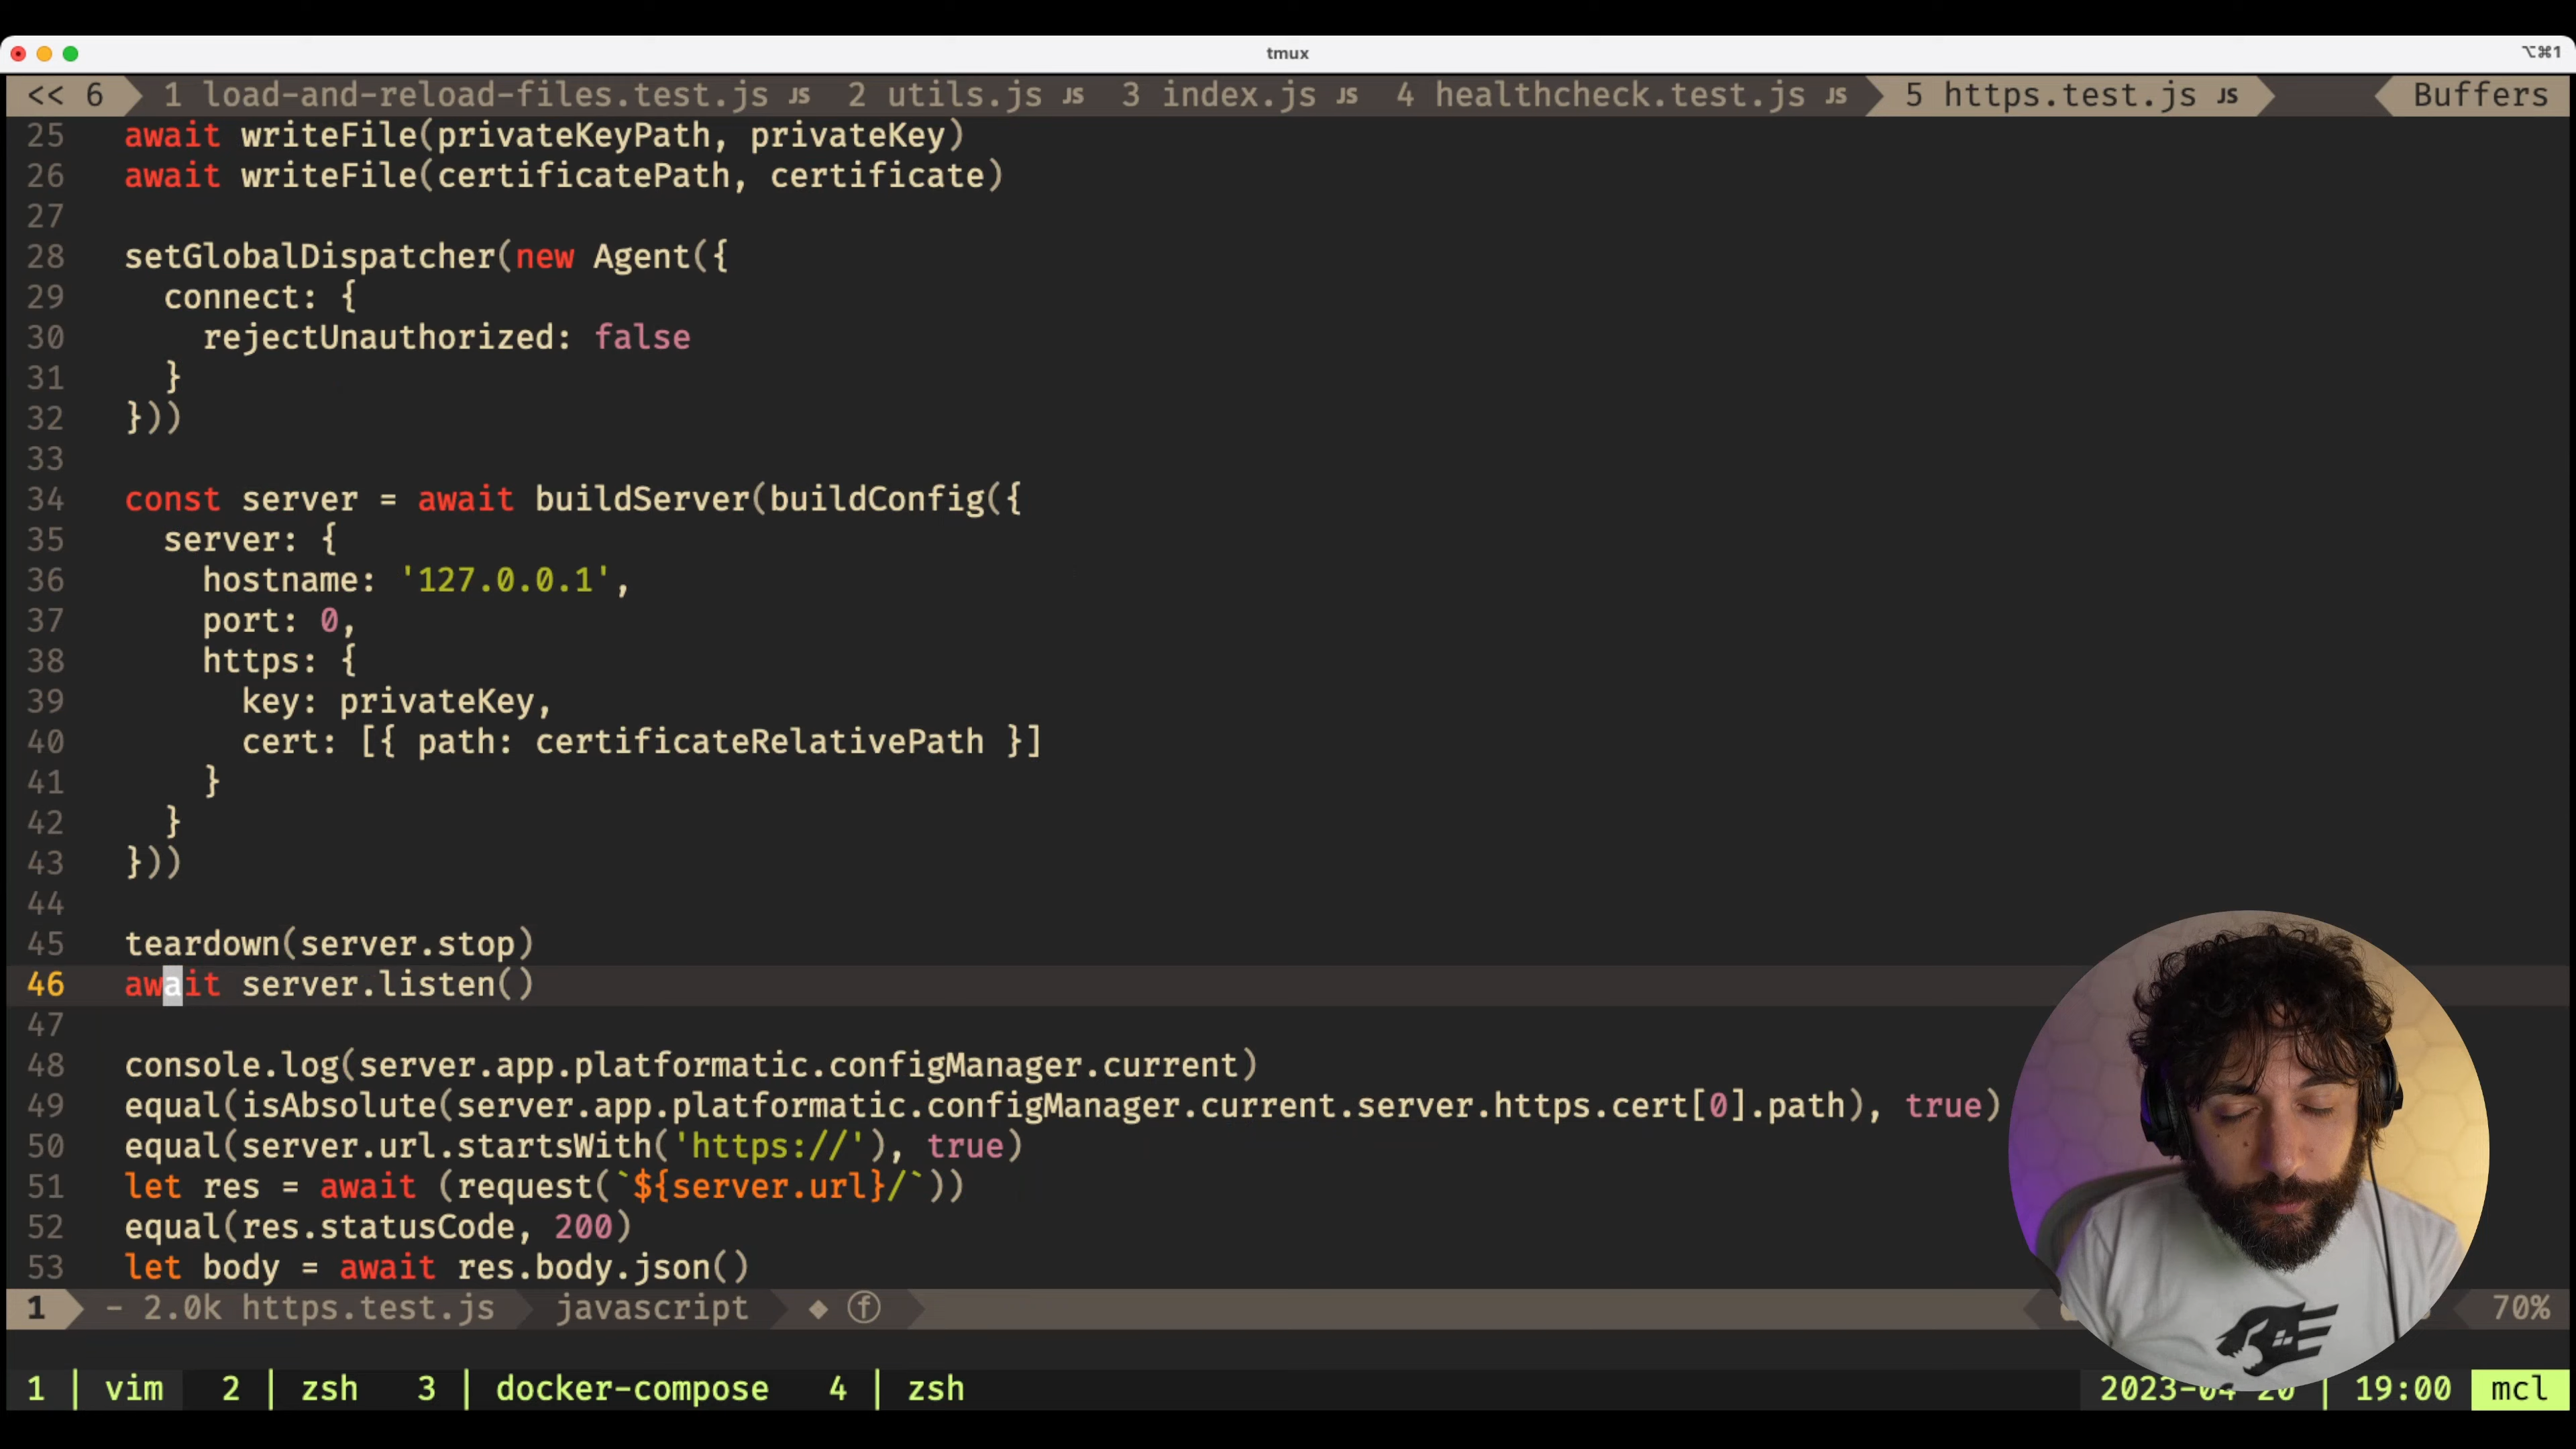 tmux
⌥⌘1
<< 6 1 load-and-reload-files.test.js JS 2 utils.js JS 3 index.js JS 4 healthcheck.test.js JS 5 https.test.js JS Buffers
25 await writeFile(privateKeyPath, privateKey)
26 await writeFile(certificatePath, certificate)
27
28 setGlobalDispatcher(new Agent({
29   connect: {
30     rejectUnauthorized: false
31   }
32 }))
33
34 const server = await buildServer(buildConfig({
35   server: {
36     hostname: '127.0.0.1',
37     port: 0,
38     https: {
39       key: privateKey,
40       cert: [{ path: certificateRelativePath }]
41     }
42   }
43 }))
44
45 teardown(server.stop)
46 await server.listen()
47
48 console.log(server.app.platformatic.configManager.current)
49 equal(isAbsolute(server.app.platformatic.configManager.current.server.https.cert[0].path), true)
50 equal(server.url.startsWith('https://'), true)
51 let res = await (request(`${server.url}/`))
52 equal(res.statusCode, 200)
53 let body = await res.body.json()
1 - 2.0k https.test.js javascript ◆ ⓕ 70%
1 | vim 2 | zsh 3 | docker-compose 4 | zsh 2023-04-20 | 19:00 mcl